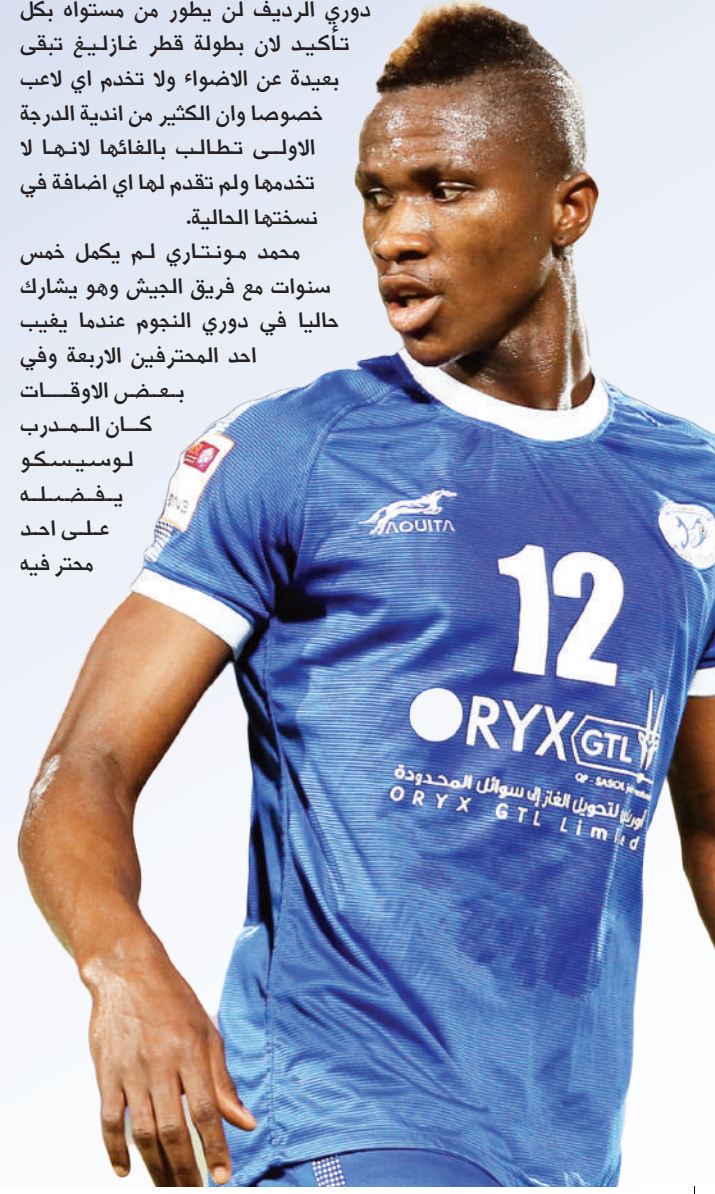 دوري الرديف لن يطور من مستواه بكل
تأكيد لان بطولة قطر غازليغ تبقى
بعيدة عن الاضواء ولا تخدم اي لاعب
خصوصا وان الكثير من اندية الدرجة
الاولى تطالب بالغائها لانها لا
تخدمها ولم تقدم لها اي اضافة في
نسختها الحالية.
محمد مونتاري لم يكمل خمس
سنوات مع فريق الجيش وهو يشارك
حاليا في دوري النجوم عندما يغيب
احد المحترفين الاربعة وفي
بعض الاوقات
كان المدرب
لوسيسكو
يفضله
على احد
محتر فيه
AQUITA
12
ORYX GTL
QP - SASOL
لتحويل الغاز إلى سوائل المحدودة
ORYX GTL Limited